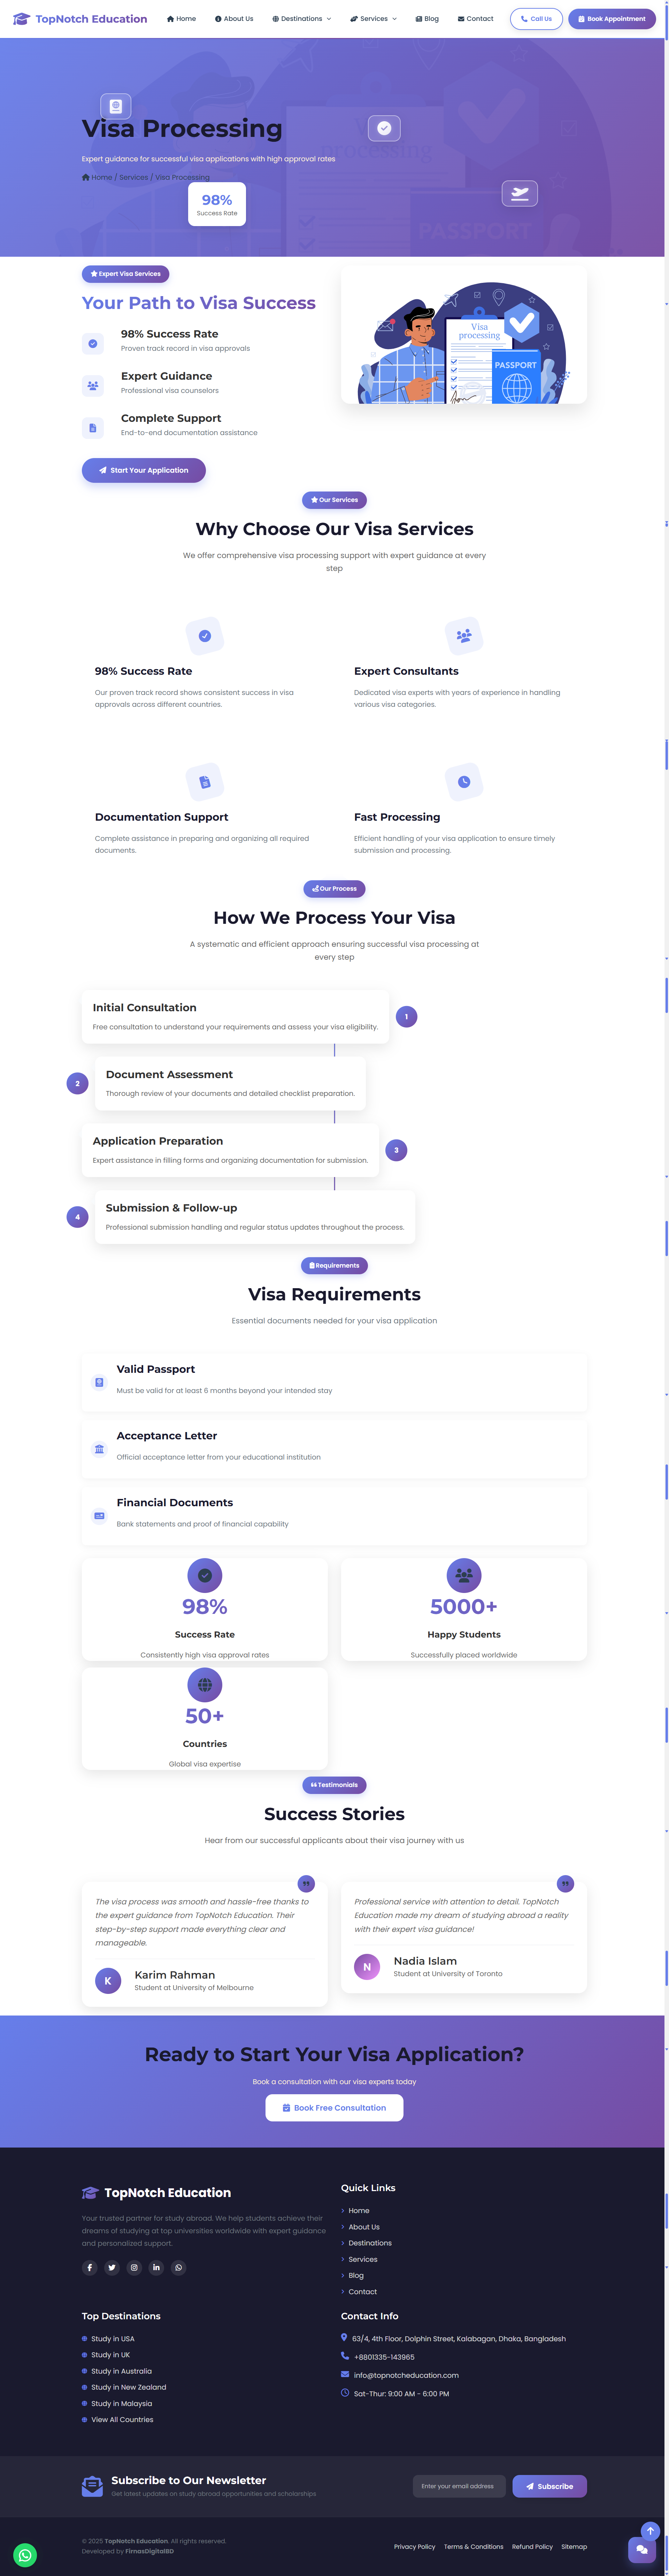 TopNotch Education
Home
About Us
Destinations
Services
Blog
Contact
Call Us
Book Appointment
Visa Processing
Expert guidance for successful visa applications with high approval rates
Home / Services / Visa Processing
98%
Success Rate
processing
PASSPORT
Expert Visa Services
Your Path to Visa Success
98% Success Rate
Proven track record in visa approvals
Expert Guidance
Professional visa counselors
Complete Support
End-to-end documentation assistance
Start Your Application
Visa
processing
PASSPORT
Our Services
Why Choose Our Visa Services
We offer comprehensive visa processing support with expert guidance at every
step
98% Success Rate
Our proven track record shows consistent success in visa
approvals across different countries.
Expert Consultants
Dedicated visa experts with years of experience in handling
various visa categories.
Documentation Support
Complete assistance in preparing and organizing all required
documents.
Fast Processing
Efficient handling of your visa application to ensure timely
submission and processing.
Our Process
How We Process Your Visa
A systematic and efficient approach ensuring successful visa processing at
every step
Initial Consultation
Free consultation to understand your requirements and assess your visa eligibility.
1
Document Assessment
Thorough review of your documents and detailed checklist preparation.
2
Application Preparation
Expert assistance in filling forms and organizing documentation for submission.
3
Submission & Follow-up
Professional submission handling and regular status updates throughout the process.
4
Requirements
Visa Requirements
Essential documents needed for your visa application
Valid Passport
Must be valid for at least 6 months beyond your intended stay
Acceptance Letter
Official acceptance letter from your educational institution
Financial Documents
Bank statements and proof of financial capability
98%
Success Rate
Consistently high visa approval rates
5000+
Happy Students
Successfully placed worldwide
50+
Countries
Global visa expertise
Testimonials
Success Stories
Hear from our successful applicants about their visa journey with us
The visa process was smooth and hassle-free thanks to
the expert guidance from TopNotch Education. Their
step-by-step support made everything clear and
manageable.
K
Karim Rahman
Student at University of Melbourne
Professional service with attention to detail. TopNotch
Education made my dream of studying abroad a reality
with their expert visa guidance!
N
Nadia Islam
Student at University of Toronto
Ready to Start Your Visa Application?
Book a consultation with our visa experts today
Book Free Consultation
TopNotch Education
Your trusted partner for study abroad. We help students achieve their
dreams of studying at top universities worldwide with expert guidance
and personalized support.
Quick Links
Home
About Us
Destinations
Services
Blog
Contact
Top Destinations
Study in USA
Study in UK
Study in Australia
Study in New Zealand
Study in Malaysia
View All Countries
Contact Info
63/4, 4th Floor, Dolphin Street, Kalabagan, Dhaka, Bangladesh
+8801335-143965
info@topnotcheducation.com
Sat-Thur: 9:00 AM - 6:00 PM
Subscribe to Our Newsletter
Get latest updates on study abroad opportunities and scholarships
Enter your email address
Subscribe
© 2025 TopNotch Education. All rights reserved.
Developed by FirnasDigitalBD
Privacy Policy
Terms & Conditions
Refund Policy
Sitemap